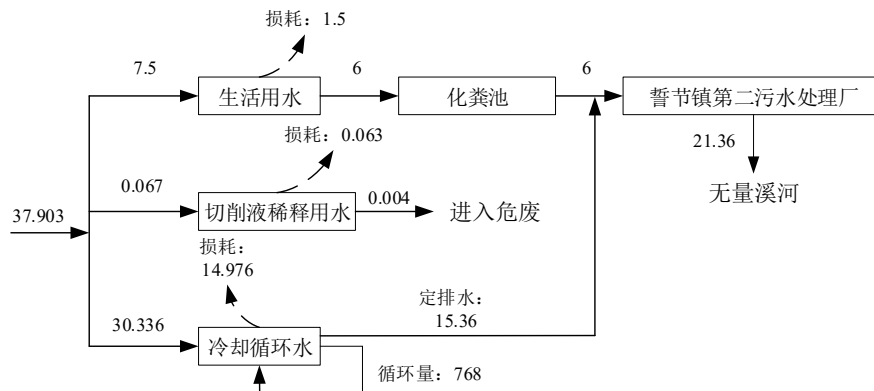 损耗：1.5
7.5
6
6
生活用水
化粪池
誓节镇第二污水处理厂
损耗：0.063
21.36
0.067
0.004
无量溪河
37.903
切削液稀释用水
进入危废
损耗：
14.976
定排水：
15.36
30.336
冷却循环水
循环量：768